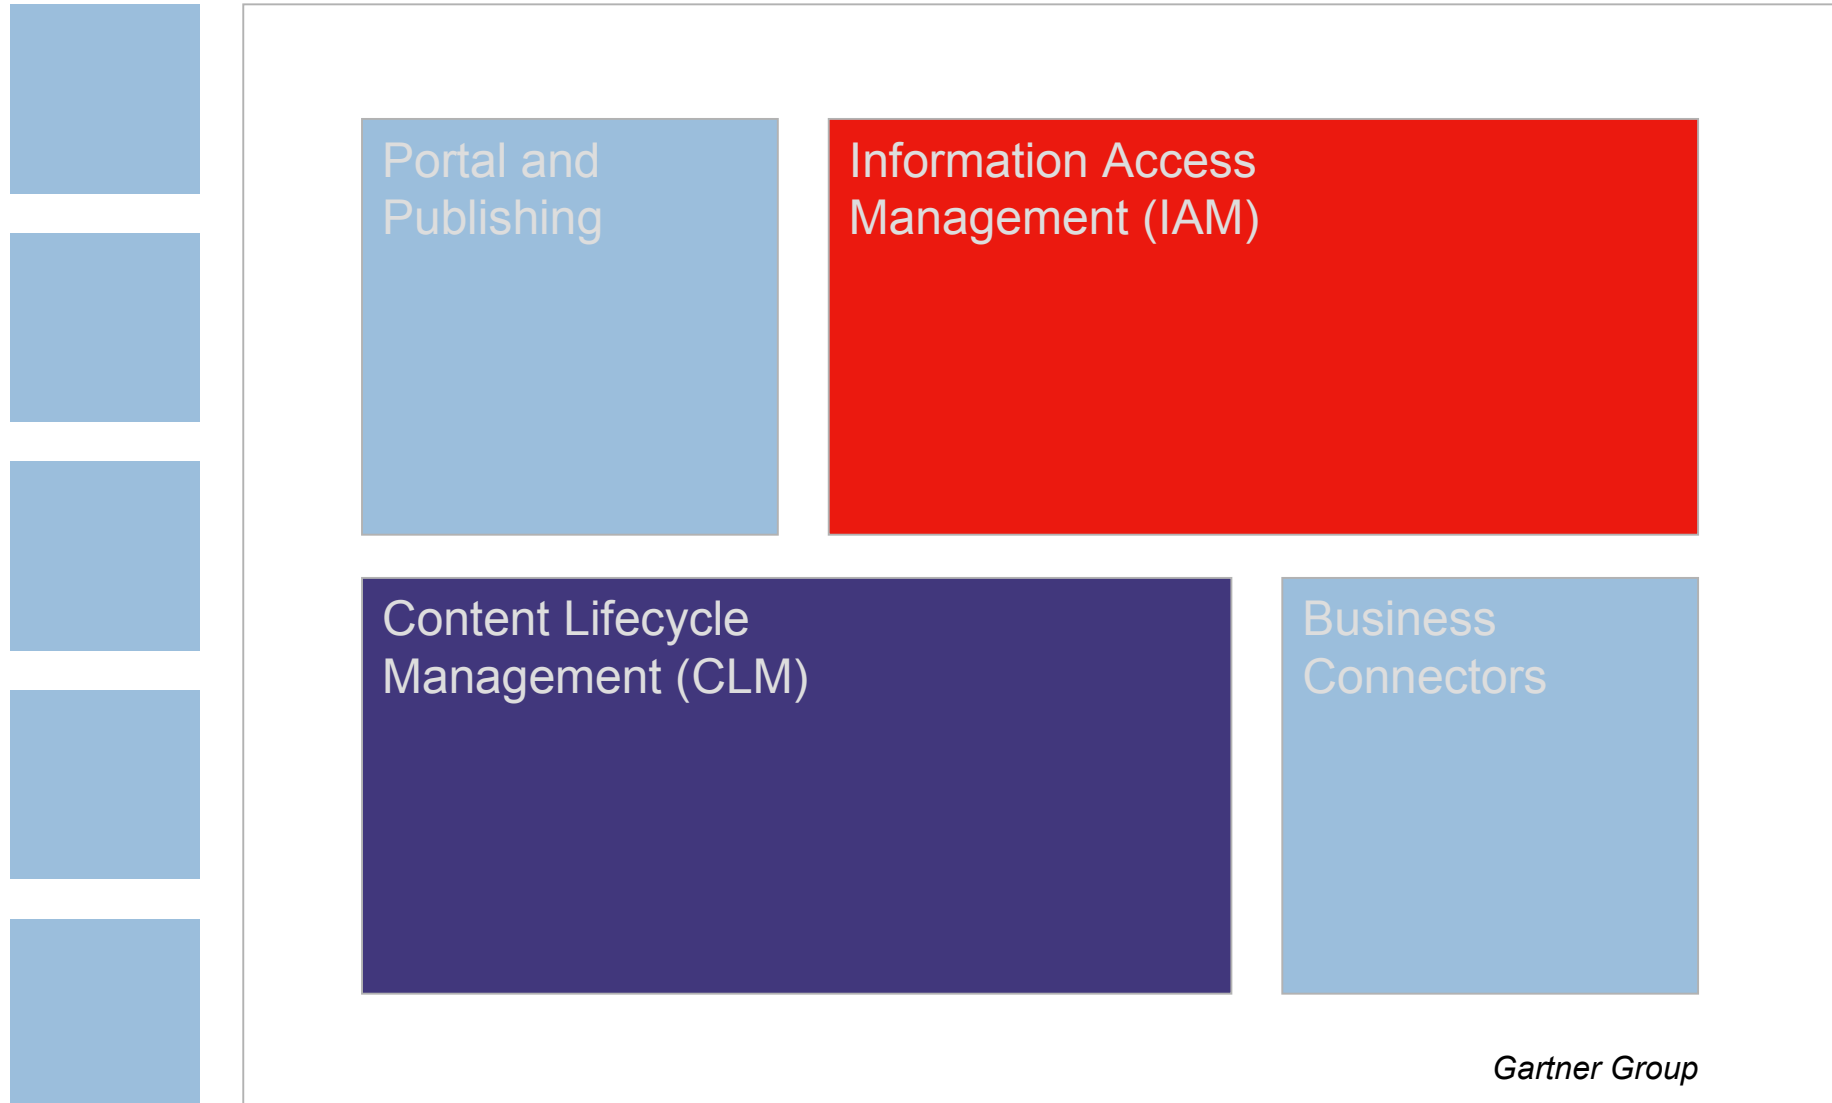 Portal and
Publishing
Information Access
Management (IAM)
Content Lifecycle
Management (CLM)
Business
Connectors
Gartner Group